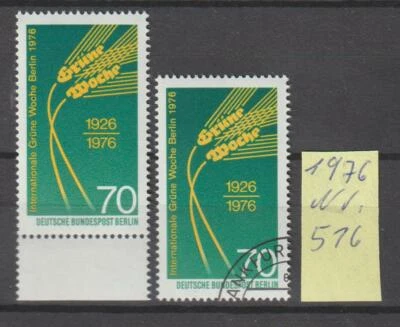 Internationale Grüne Woche Berlin 1976
Grüne
Woche
1926
1976
70
DEUTSCHE BUNDESPOST BERLIN
Internationale Grüne Woche Berlin 1976
Grüne
Woche
1926
1976
70
DEUTSCHE BUNDESPOST BERLIN
1976
Nr.
516